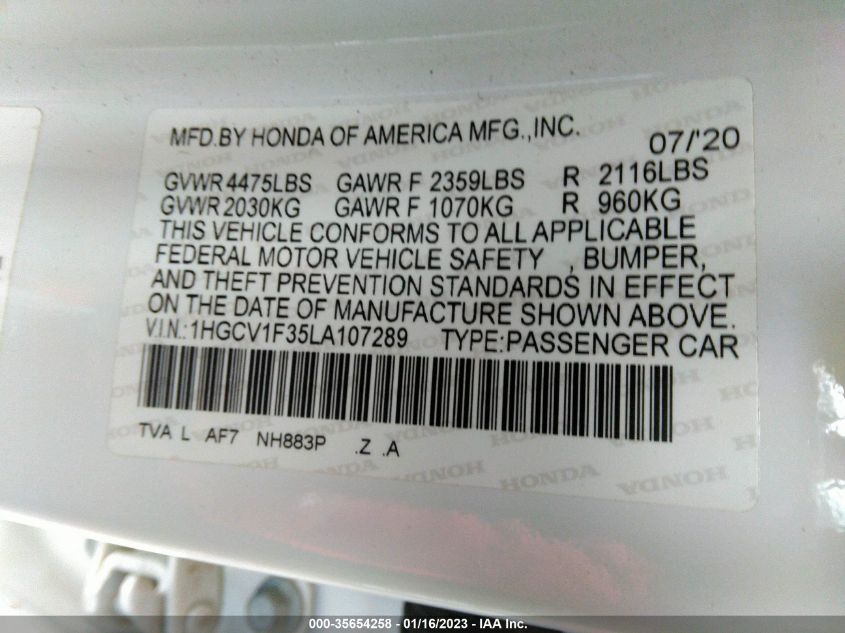 MFD.BY HONDA OF AMERICA MFG.,INC. 07/'20
GVWR 4475LBS GAWR F 2359LBS R 2116LBS
GVWR 2030KG GAWR F 1070KG R 960KG
THIS VEHICLE CONFORMS TO ALL APPLICABLE
FEDERAL MOTOR VEHICLE SAFETY , BUMPER,
AND THEFT PREVENTION STANDARDS IN EFFECT
ON THE DATE OF MANUFACTURE SHOWN ABOVE.
V.I.N.:1HGCV1F35LA107289 TYPE:PASSENGER CAR
TVA L AF7 NH883P .Z .A
HONDA
000-35654258 - 01/16/2023 - IAA Inc.